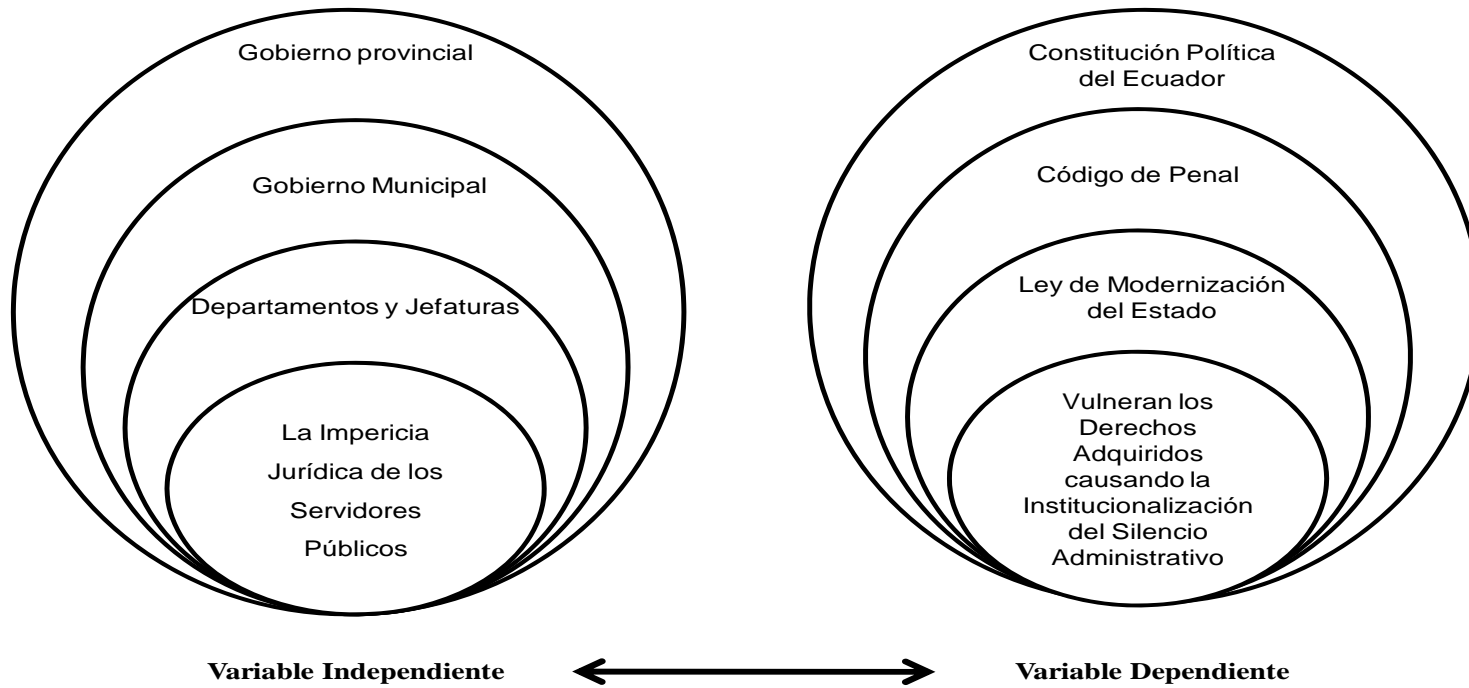 Gobierno provincial
Gobierno Municipal
Departamentos y Jefaturas
La Impericia
Jurídica de los
Servidores
Públicos
Variable Independiente
Constitución Política
del Ecuador
Código de Penal
Ley de Modernización
del Estado
Vulneran los
Derechos
Adquiridos
causando la
Institucionalización
del Silencio
Administrativo
Variable Dependiente